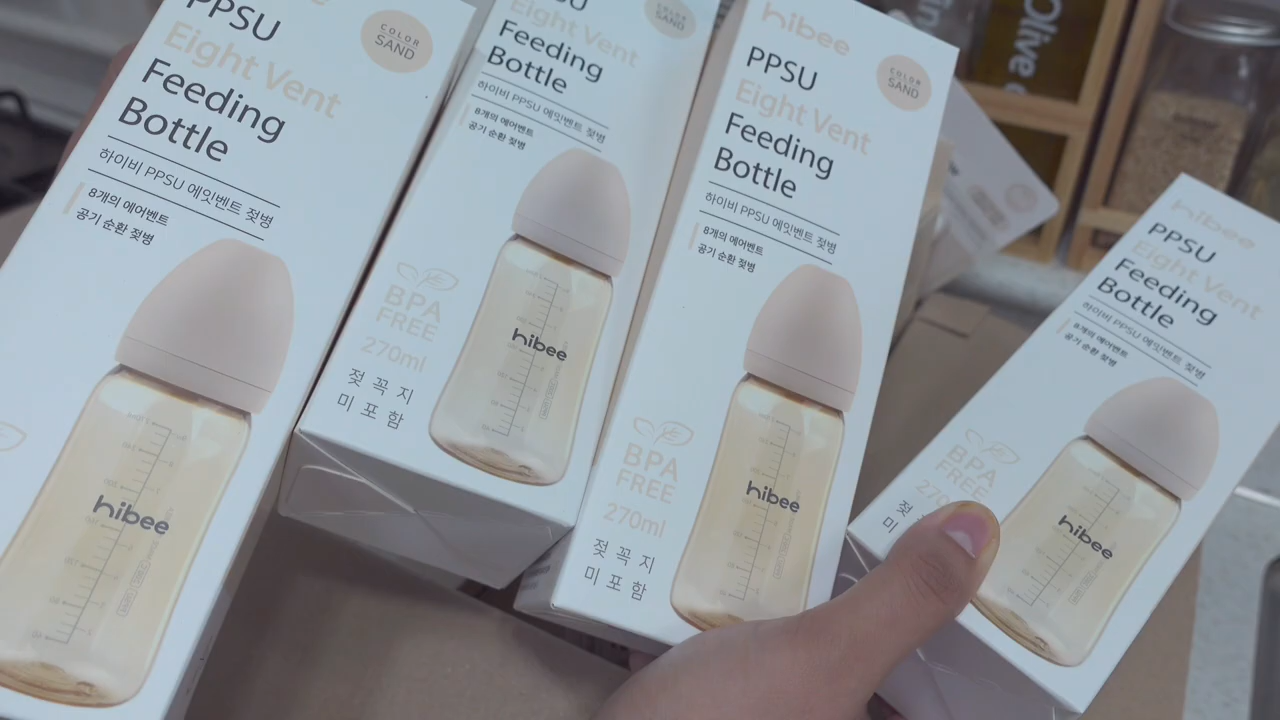 PPSU
Eight Vent
Feeding
Bottle
하이비 PPSU 에잇벤트 젖병
8개의 에어벤트
공기 순환 젖병
COLOR
SAND
hibee
Eight Vent
Feeding
Bottle
하이비 PPSU 에잇벤트 젖병
8개의 에어벤트
공기 순환 젖병
SAND
BPA
FREE
270ml
젖꼭지
미포함
hibee
hibee
PPSU
Eight Vent
Feeding
Bottle
하이비 PPSU 에잇벤트 젖병
8개의 에어벤트
공기 순환 젖병
COLOR
SAND
BPA
FREE
270ml
젖꼭지
미포함
hibee
hibee
PPSU
Eight Vent
Feeding
Bottle
하이비 PPSU 에잇벤트 젖병
8개의 에어벤트
공기 순환 젖병
BPA
FREE
젖
미
hibee
Olive